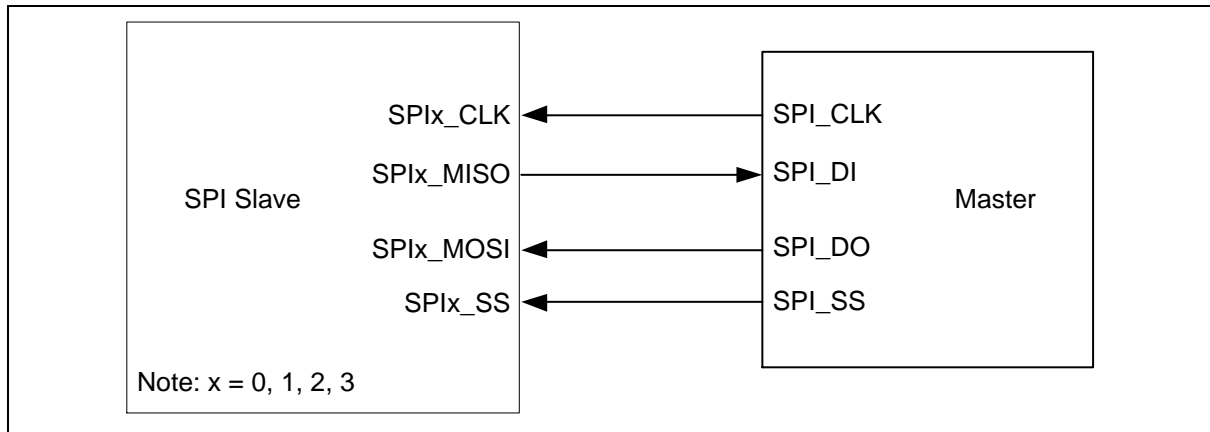 SPIx_CLK
SPI_CLK
SPIx_MISO
SPI_DI
SPI Slave
Master
SPIx_MOSI
SPI_DO
SPIx_SS
SPI_SS
Note: x = 0, 1, 2, 3